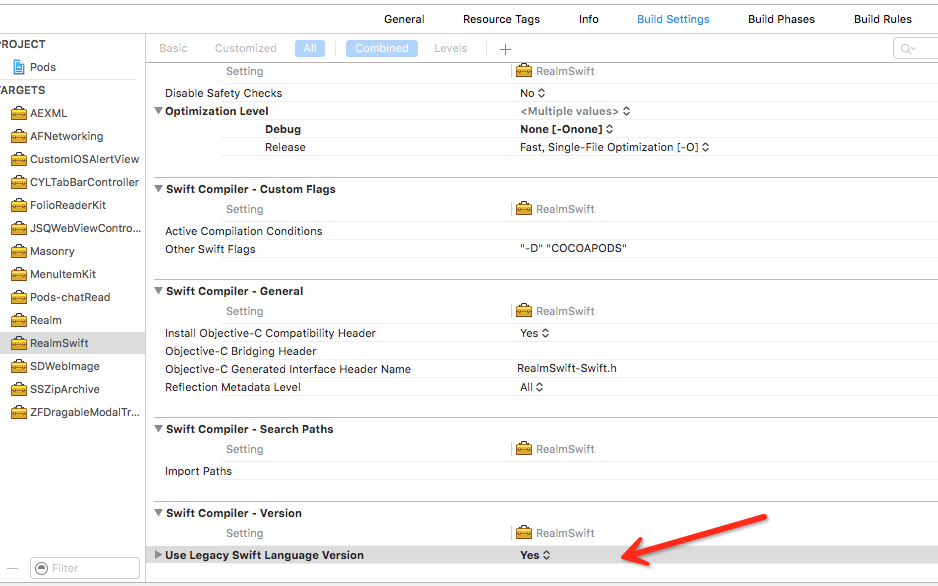 General Resource Tags Info Build Settings Build Phases Build Rules
PROJECT
Pods
TARGETS
AEXML
AFNetworking
CustomIOSAlertView
CYLTabBarController
FolioReaderKit
JSQWebViewContro...
Masonry
MenuItemKit
Pods-chatRead
Realm
RealmSwift
SDWebImage
SSZipArchive
ZFDragableModalTr...
Filter
Basic Customized All Combined Levels +
Setting RealmSwift
Disable Safety Checks No
Optimization Level <Multiple values>
Debug None [-Onone]
Release Fast, Single-File Optimization [-O]
Swift Compiler - Custom Flags
Setting RealmSwift
Active Compilation Conditions
Other Swift Flags "-D" "COCOAPODS"
Swift Compiler - General
Setting RealmSwift
Install Objective-C Compatibility Header Yes
Objective-C Bridging Header
Objective-C Generated Interface Header Name RealmSwift-Swift.h
Reflection Metadata Level All
Swift Compiler - Search Paths
Setting RealmSwift
Import Paths
Swift Compiler - Version
Setting RealmSwift
Use Legacy Swift Language Version Yes